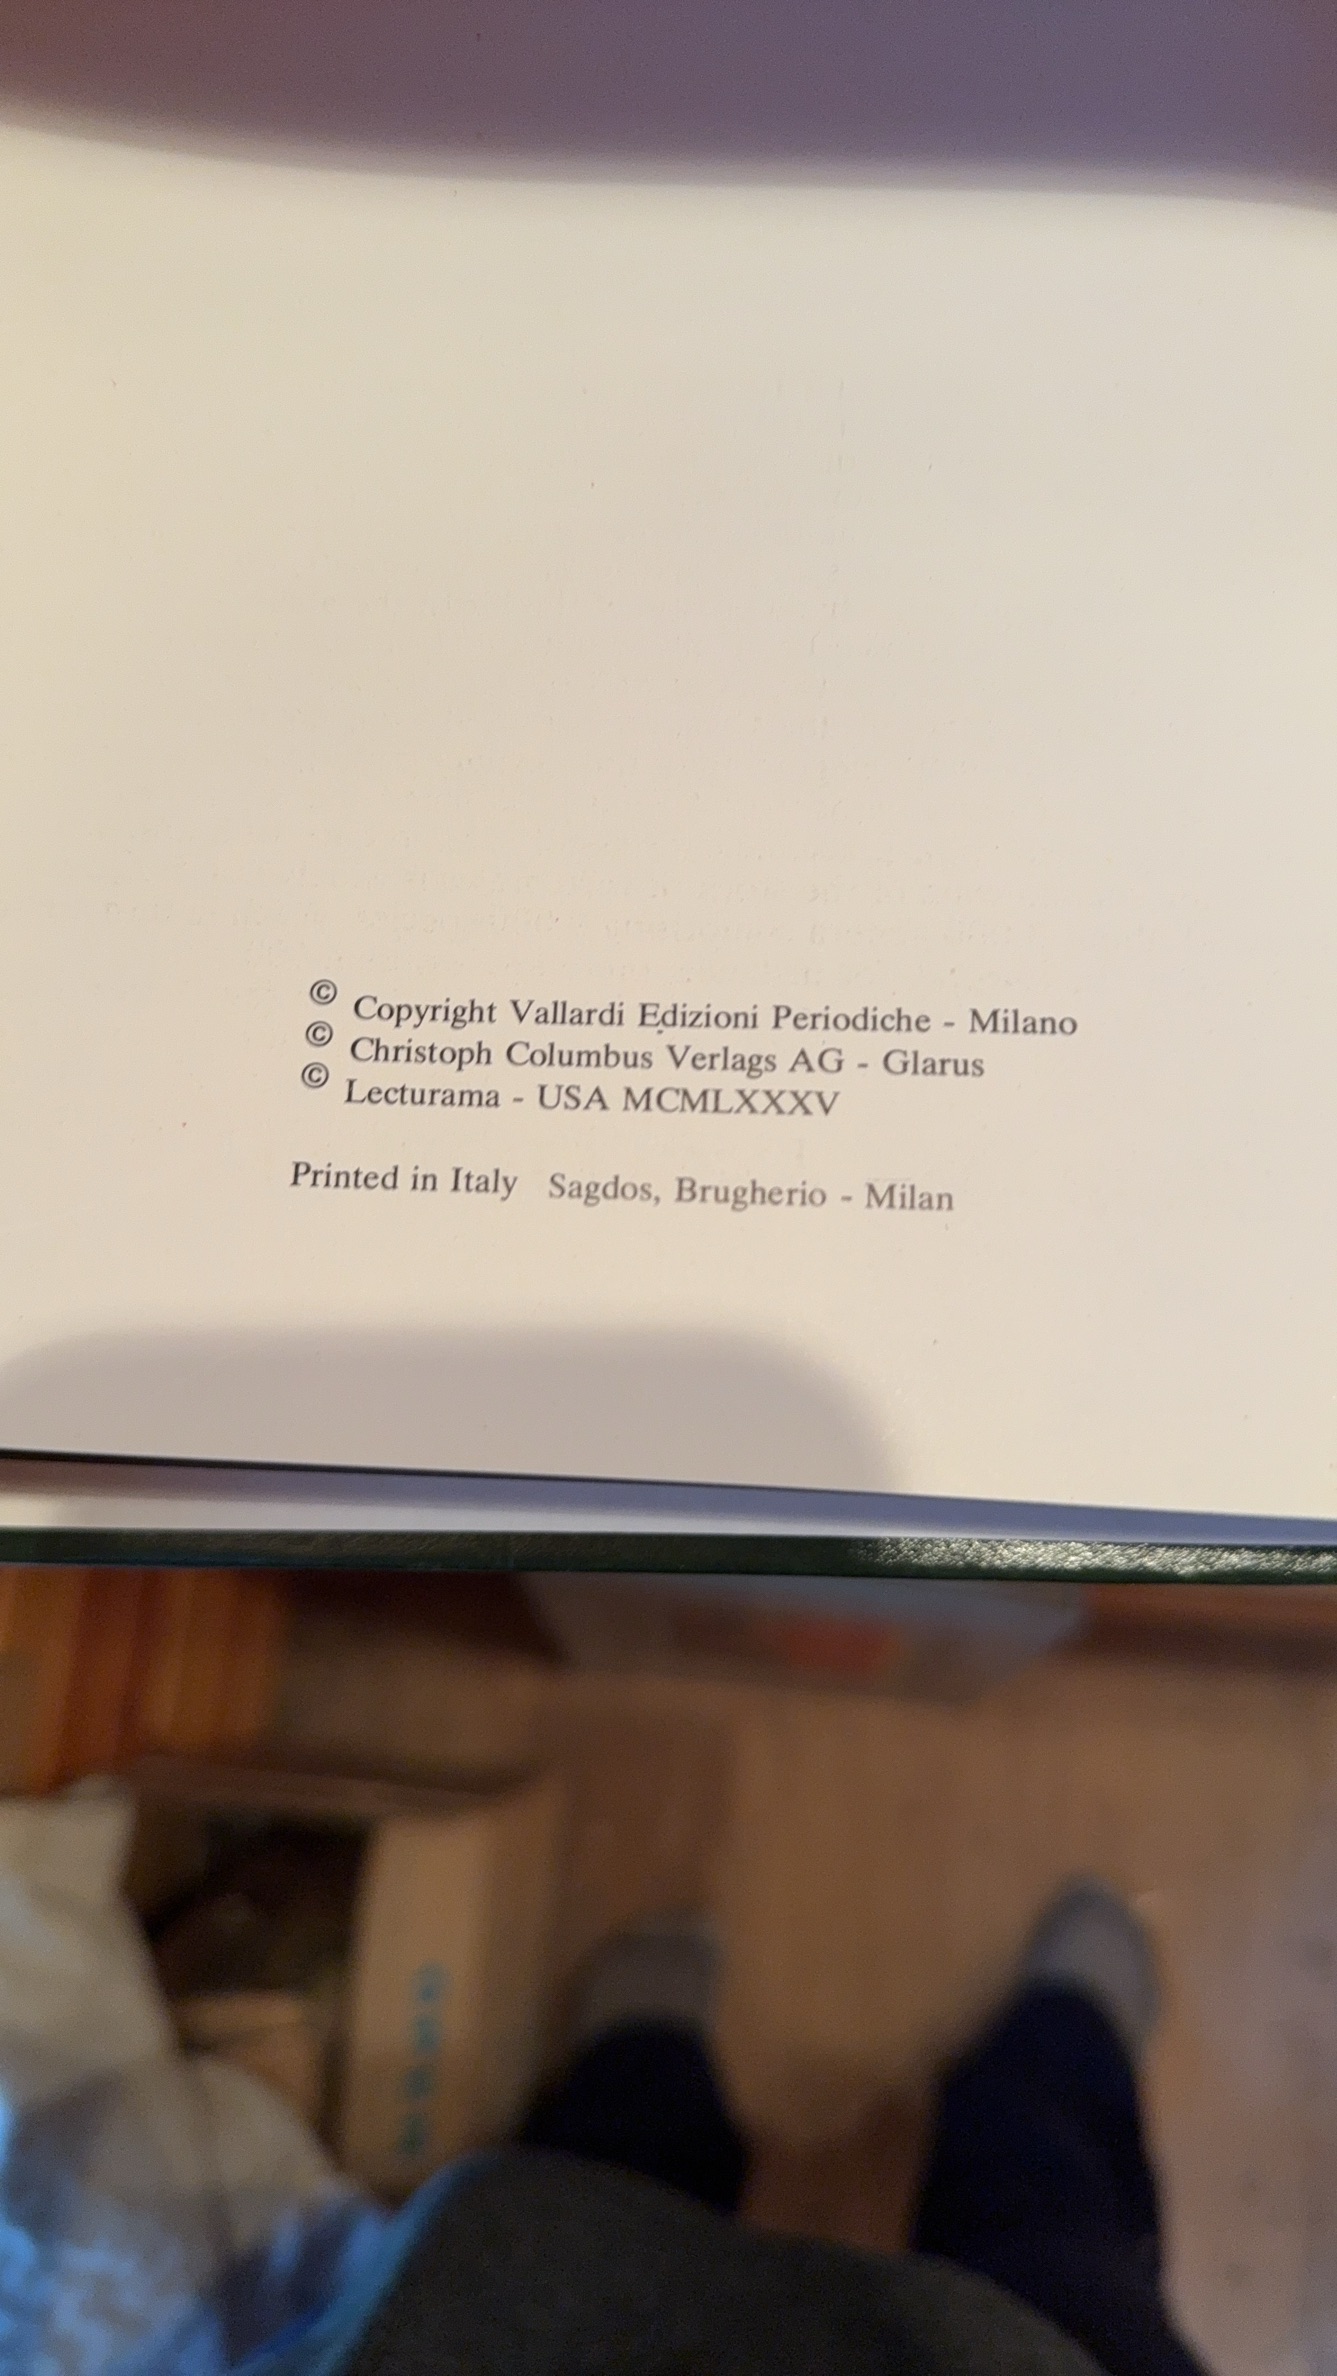 © Copyright Vallardi Edizioni Periodiche - Milano
© Christoph Columbus Verlags AG - Glarus
© Lecturama - USA MCMLXXXV
Printed in Italy Sagdos, Brugherio - Milan